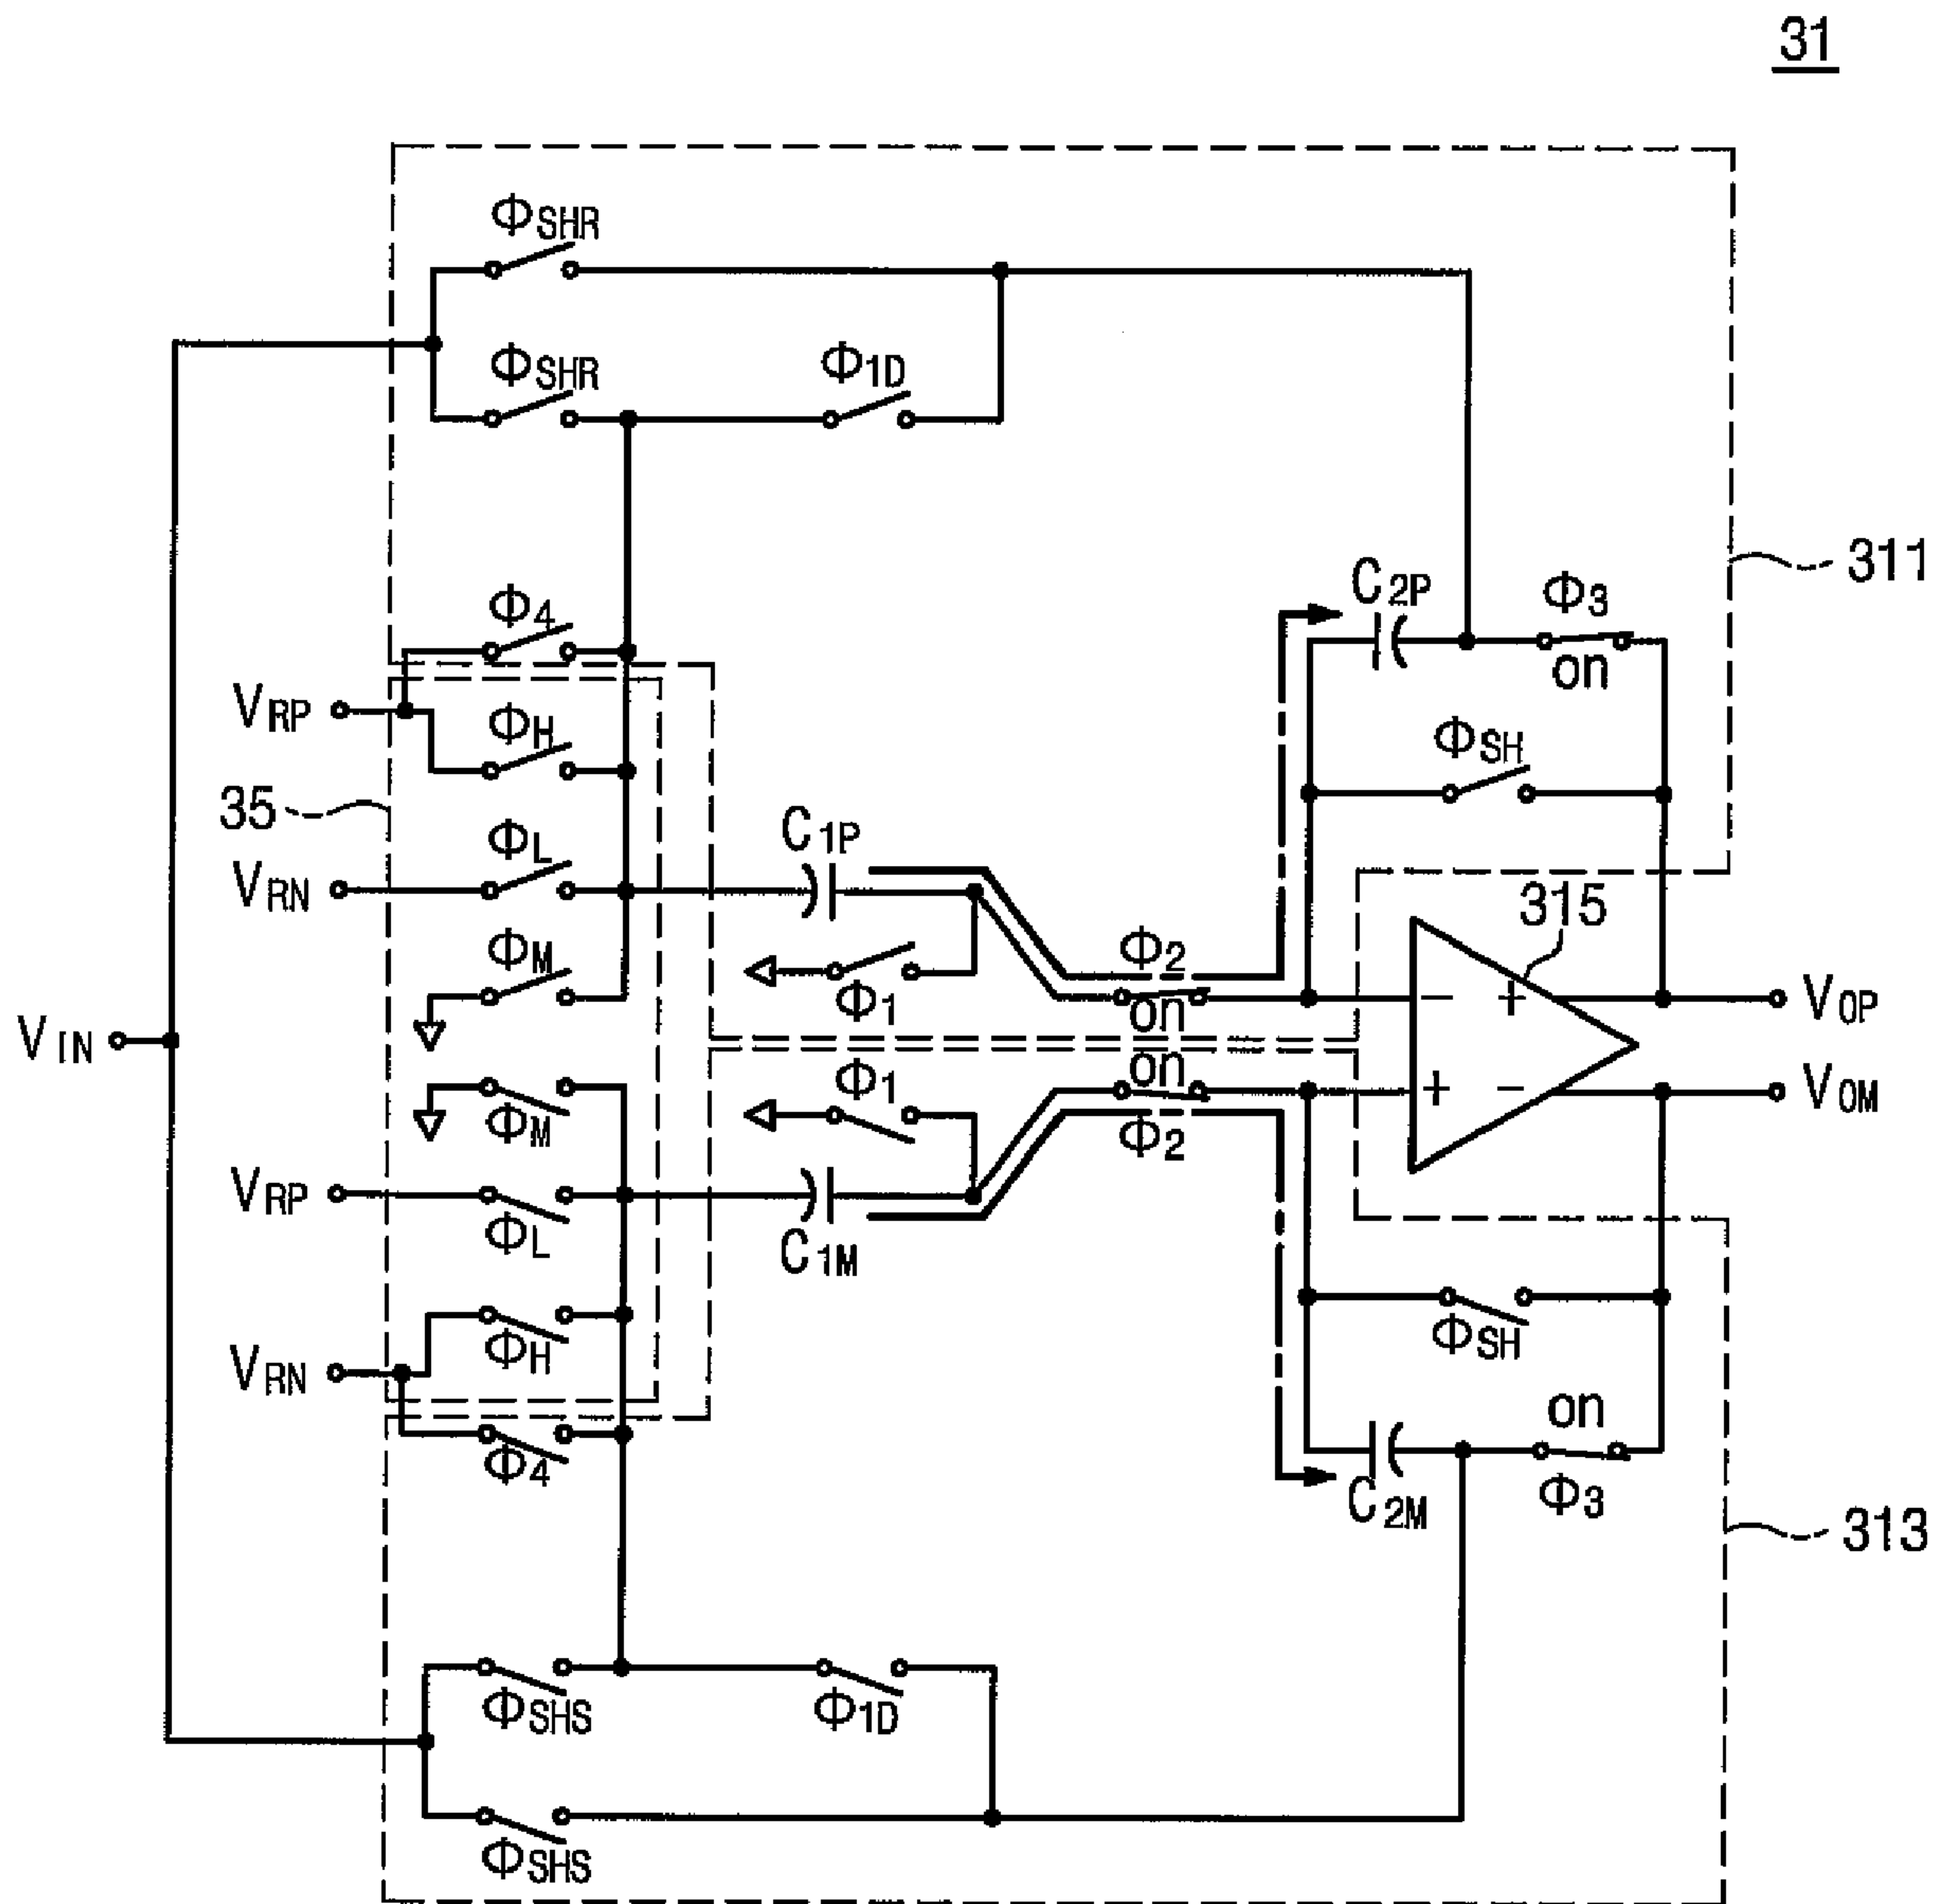 31
ΦSHR
ΦSHR
Φ1D
311
Φ4
C2P
Φ3
on
VRP
ΦH
ΦSH
35
ΦL
C1P
VRN
315
ΦM
Φ2
Φ1
on
- +
VOP
VIN
on
Φ1
+ -
VOM
ΦM
Φ2
VRP
ΦL
C1M
ΦH
ΦSH
VRN
on
Φ4
C2M
Φ3
313
ΦSHS
Φ1D
ΦSHS